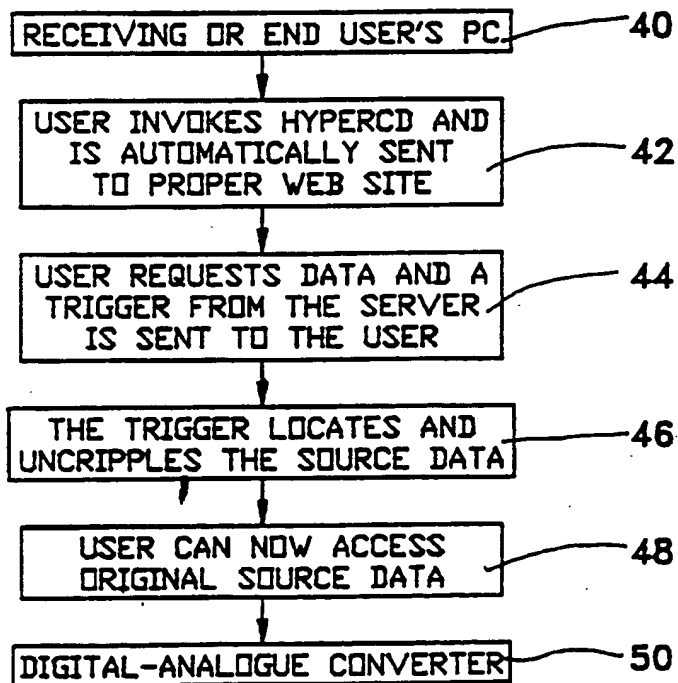 RECEIVING OR END USER'S PC. 40
USER INVOKES HYPERCD AND
IS AUTOMATICALLY SENT 42
TO PROPER WEB SITE
USER REQUESTS DATA AND A 44
TRIGGER FROM THE SERVER
IS SENT TO THE USER
THE TRIGGER LOCATES AND 46
UNCRIPPLES THE SOURCE DATA
USER CAN NOW ACCESS 48
ORIGINAL SOURCE DATA
DIGITAL-ANALOGUE CONVERTER 50